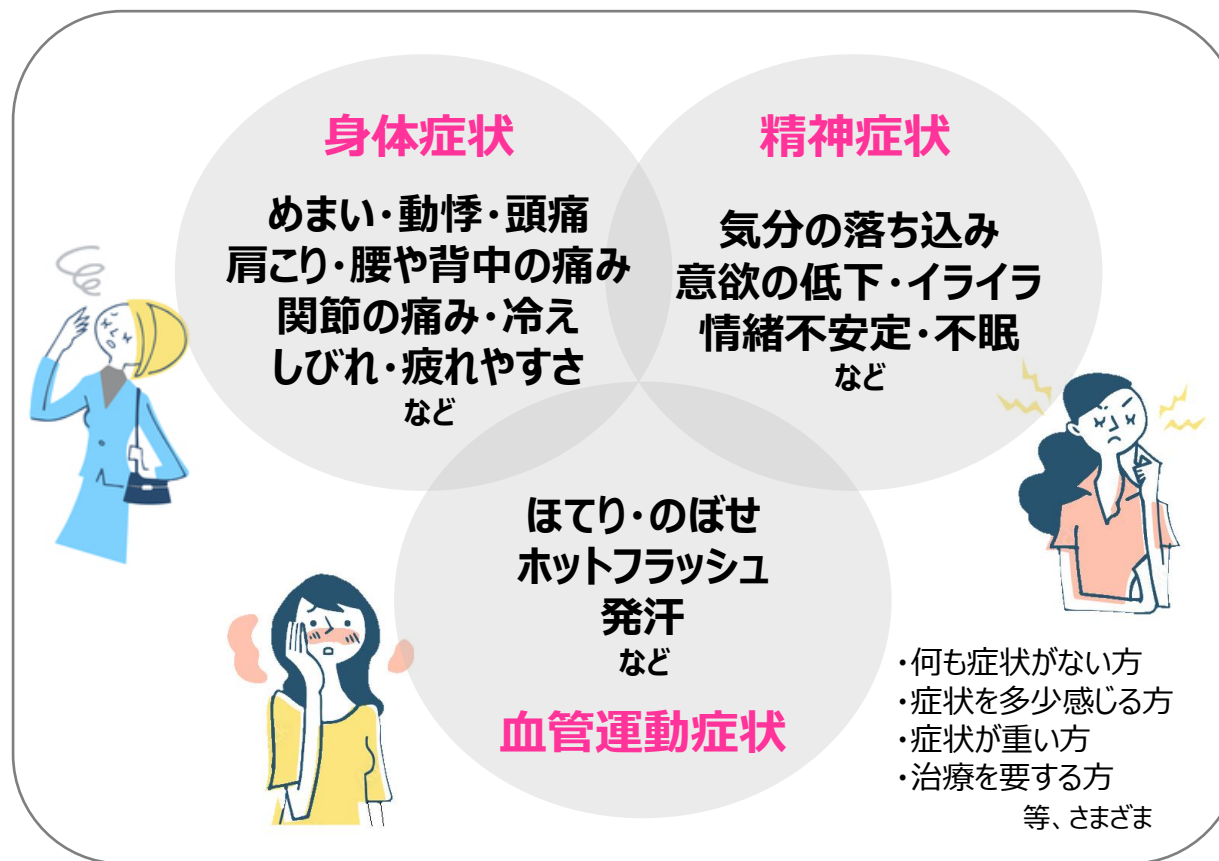 身体症状
めまい・動悸・頭痛
肩こり・腰や背中の痛み
関節の痛み・冷え
しびれ・疲れやすさ
など
精神症状
気分の落ち込み
意欲の低下・イライラ
情緒不安定・不眠
など
ほてり・のぼせ
ホットフラッシュ
発汗
など
血管運動症状
・何も症状がない方
・症状を多少感じる方
・症状が重い方
・治療を要する方
等、さまざま